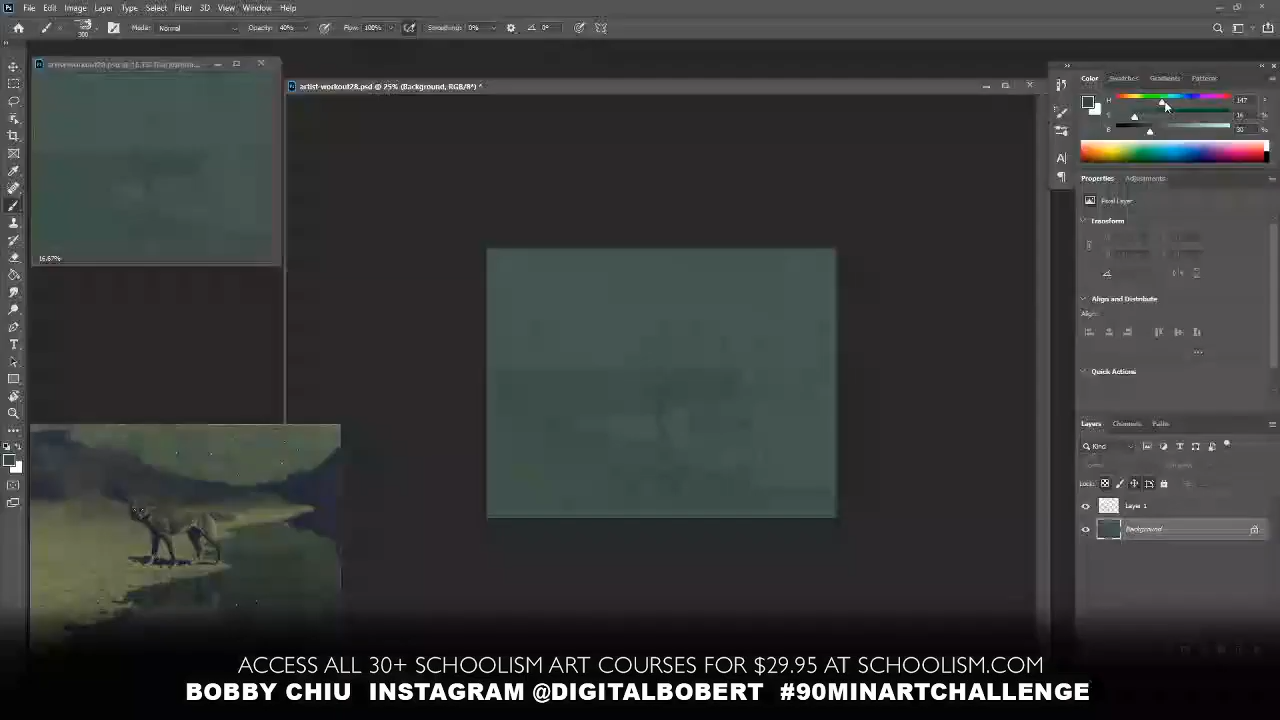 File Edit Image Layer Type Select Filter 3D View Window Help
300 Mode: Normal Opacity: 40% Flow: 100% Smoothing: 0% 0°
artist-workout28.psd @ 25% (Background, RGB/8*) *
16.67%
Color Swatches Gradients Patterns
H 147 °
S 16 %
B 30 %
Properties Adjustments
Pixel Layer
Transform
Align and Distribute
Align:
Quick Actions
Layers Channels Paths
Kind
Lock:
Layer 1
Background
ACCESS ALL 30+ SCHOOLISM ART COURSES FOR $29.95 AT SCHOOLISM.COM
BOBBY CHIU INSTAGRAM @DIGITALBOBERT #90MINARTCHALLENGE